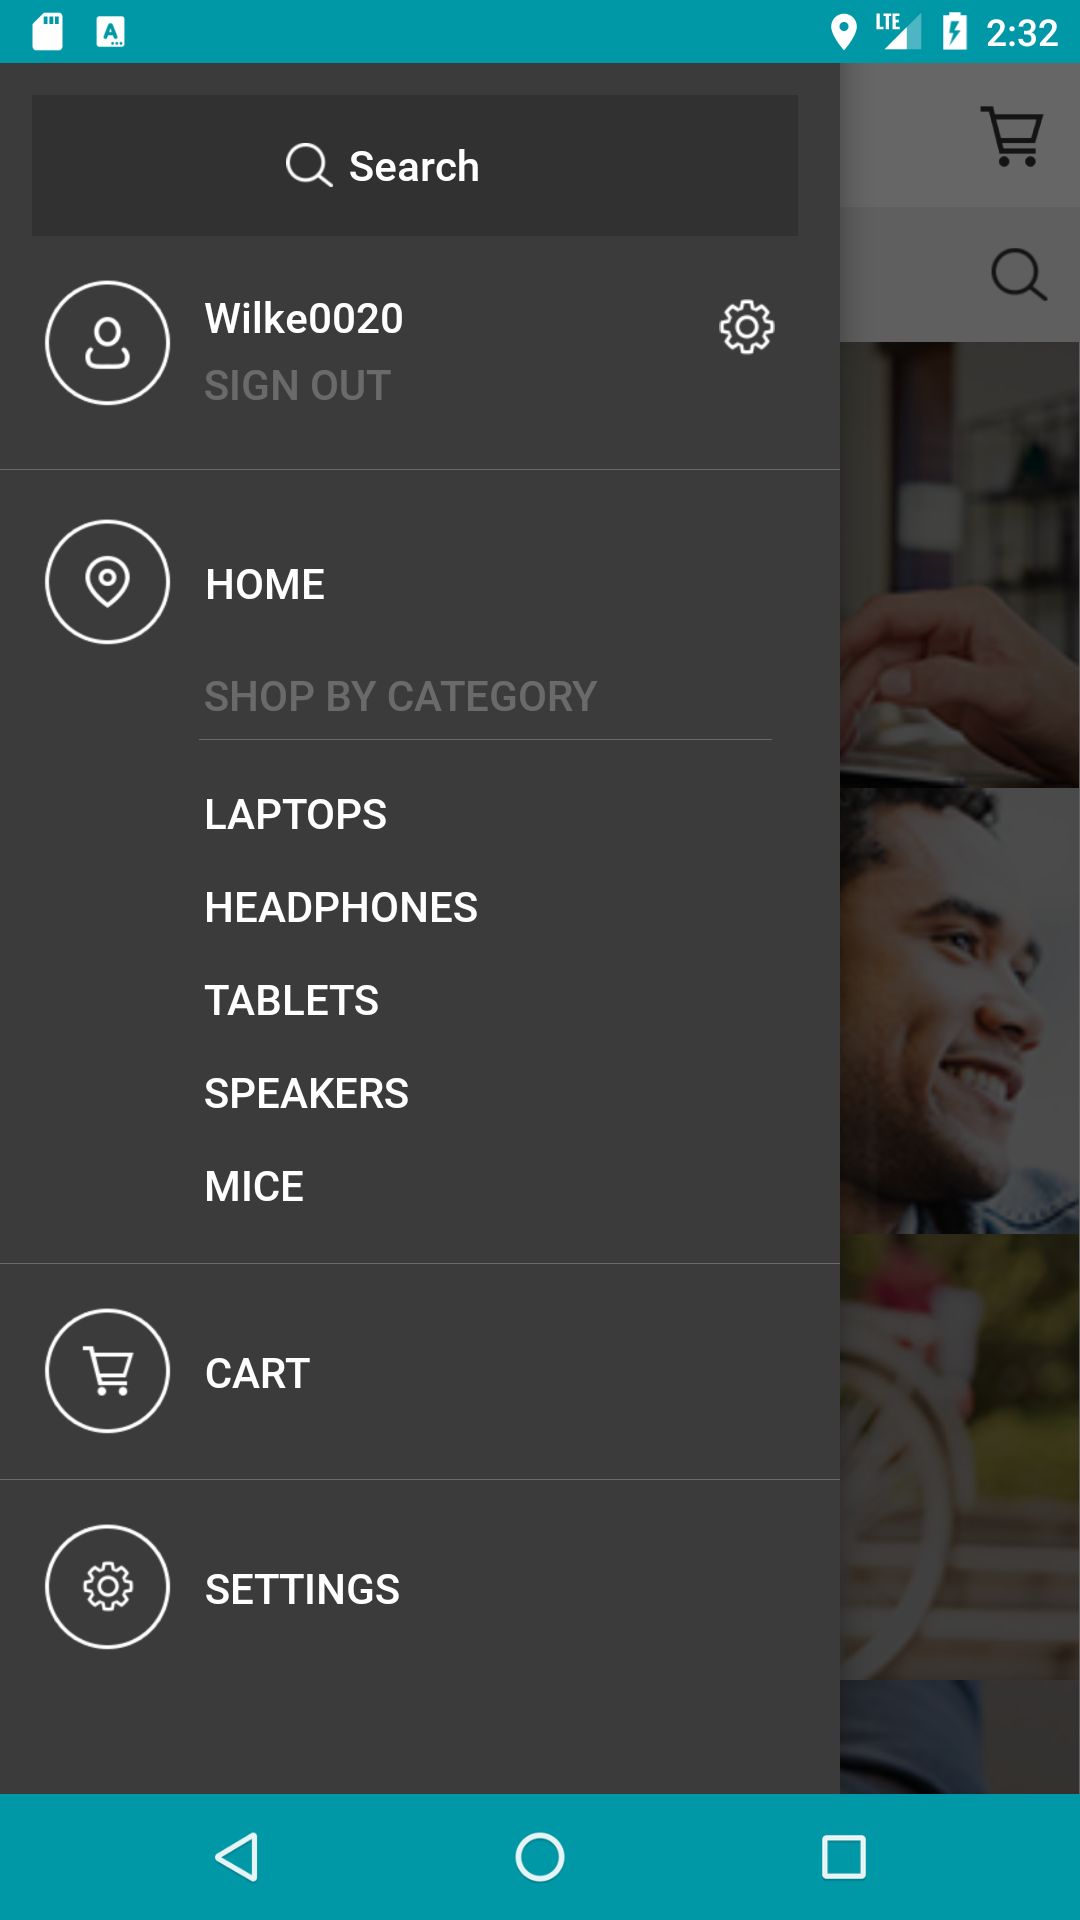 LTE 2:32
Search
Wilke0020
SIGN OUT
HOME
SHOP BY CATEGORY
LAPTOPS
HEADPHONES
TABLETS
SPEAKERS
MICE
CART
SETTINGS